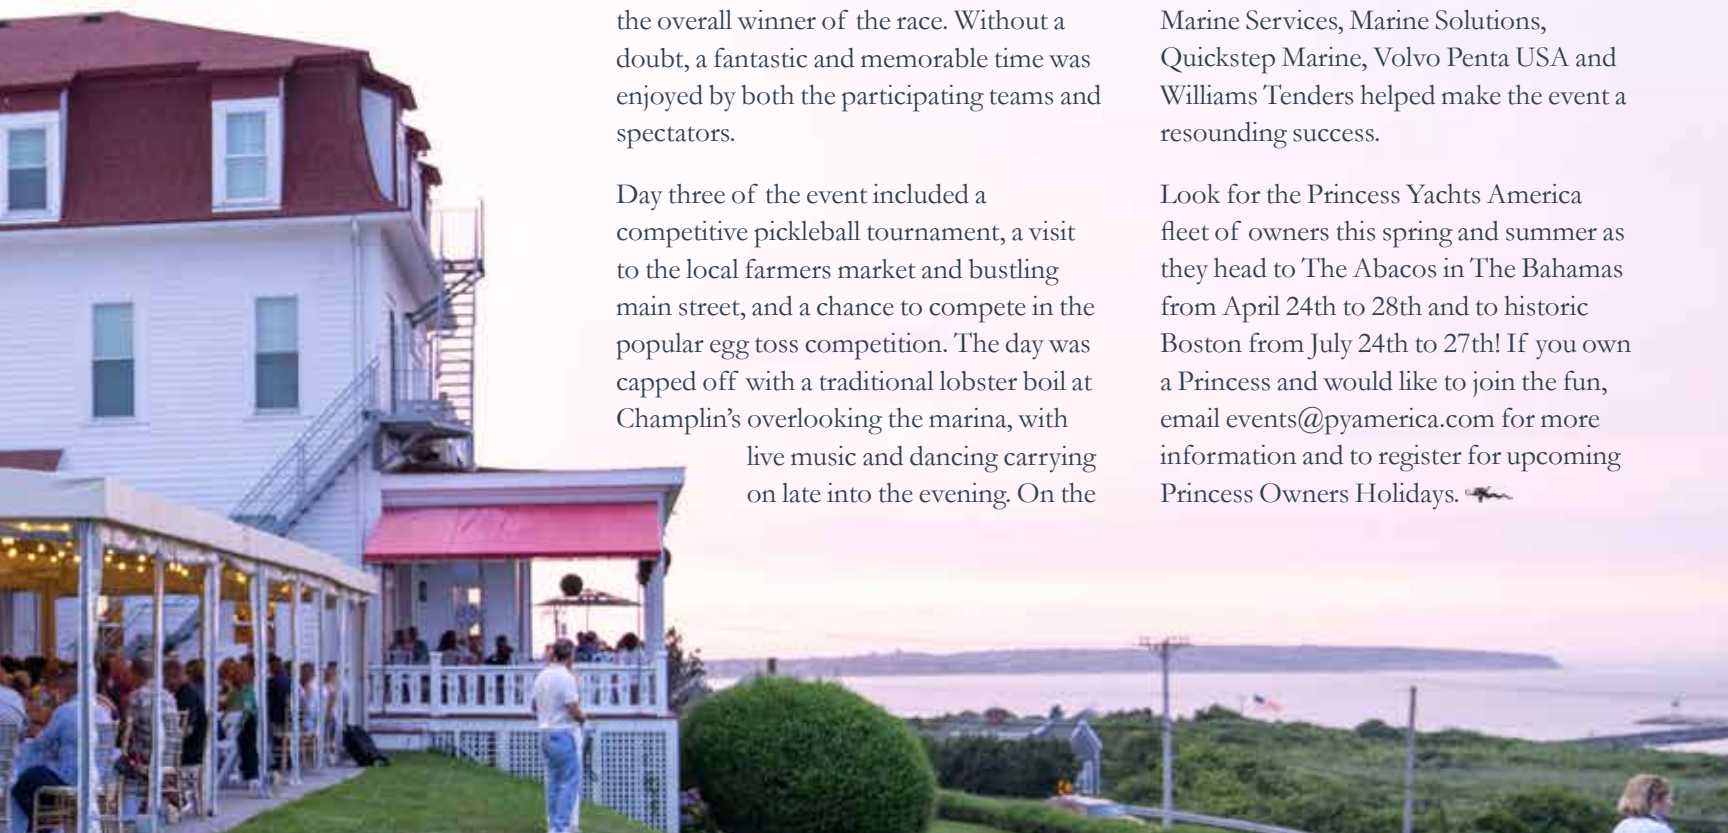 the overall winner of the race. Without a
doubt, a fantastic and memorable time was
enjoyed by both the participating teams and
spectators.
Day three of the event included a
competitive pickleball tournament, a visit
to the local farmers market and bustling
main street, and a chance to compete in the
popular egg toss competition. The day was
capped off with a traditional lobster boil at
Champlin’s overlooking the marina, with
live music and dancing carrying
on late into the evening. On the
Marine Services, Marine Solutions,
Quickstep Marine, Volvo Penta USA and
Williams Tenders helped make the event a
resounding success.
Look for the Princess Yachts America
fleet of owners this spring and summer as
they head to The Abacos in The Bahamas
from April 24th to 28th and to historic
Boston from July 24th to 27th! If you own
a Princess and would like to join the fun,
email events@pyamerica.com for more
information and to register for upcoming
Princess Owners Holidays.